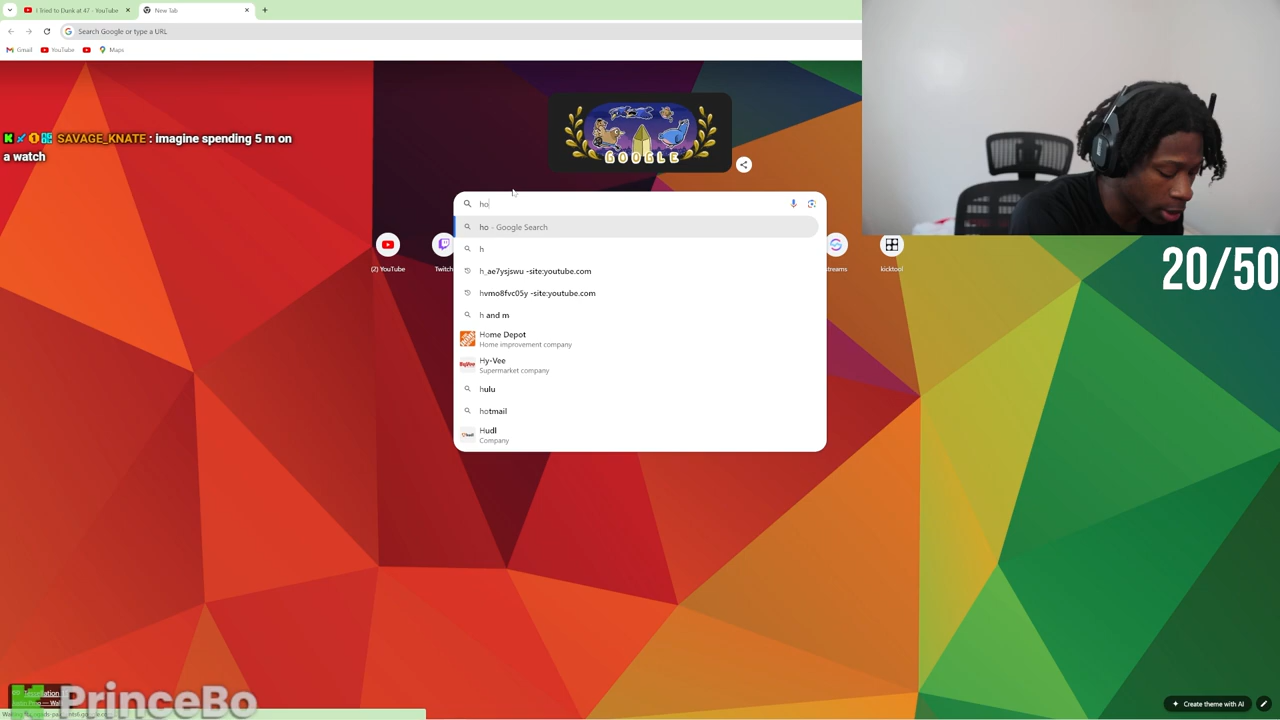 I Tried to Dunk at 47 - YouTube
New Tab
Search Google or type a URL
Gmail
YouTube
Maps
SAVAGE_KNATE : imagine spending 5 m on
a watch
GOOGLE
ho
ho - Google Search
h
h_ae7ysjswu -site:youtube.com
hvmo8fvc05y -site:youtube.com
h and m
Home Depot
Home improvement company
Hy-Vee
Supermarket company
hulu
hotmail
Hudl
Company
(2) YouTube
Twitch
streams
kicktool
20/50
PrinceBo
Create theme with AI